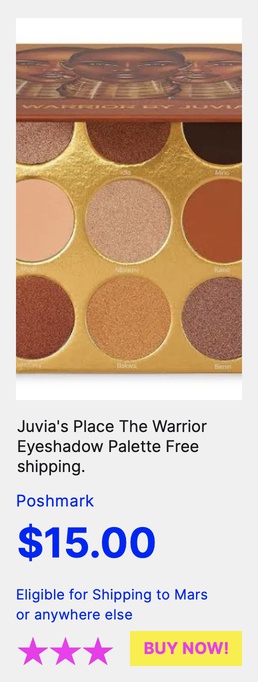 WARRIOR BY JUVIA
Juvia's Place The Warrior
Eyeshadow Palette Free
shipping.
Poshmark
$15.00
Eligible for Shipping to Mars
or anywhere else
BUY NOW!